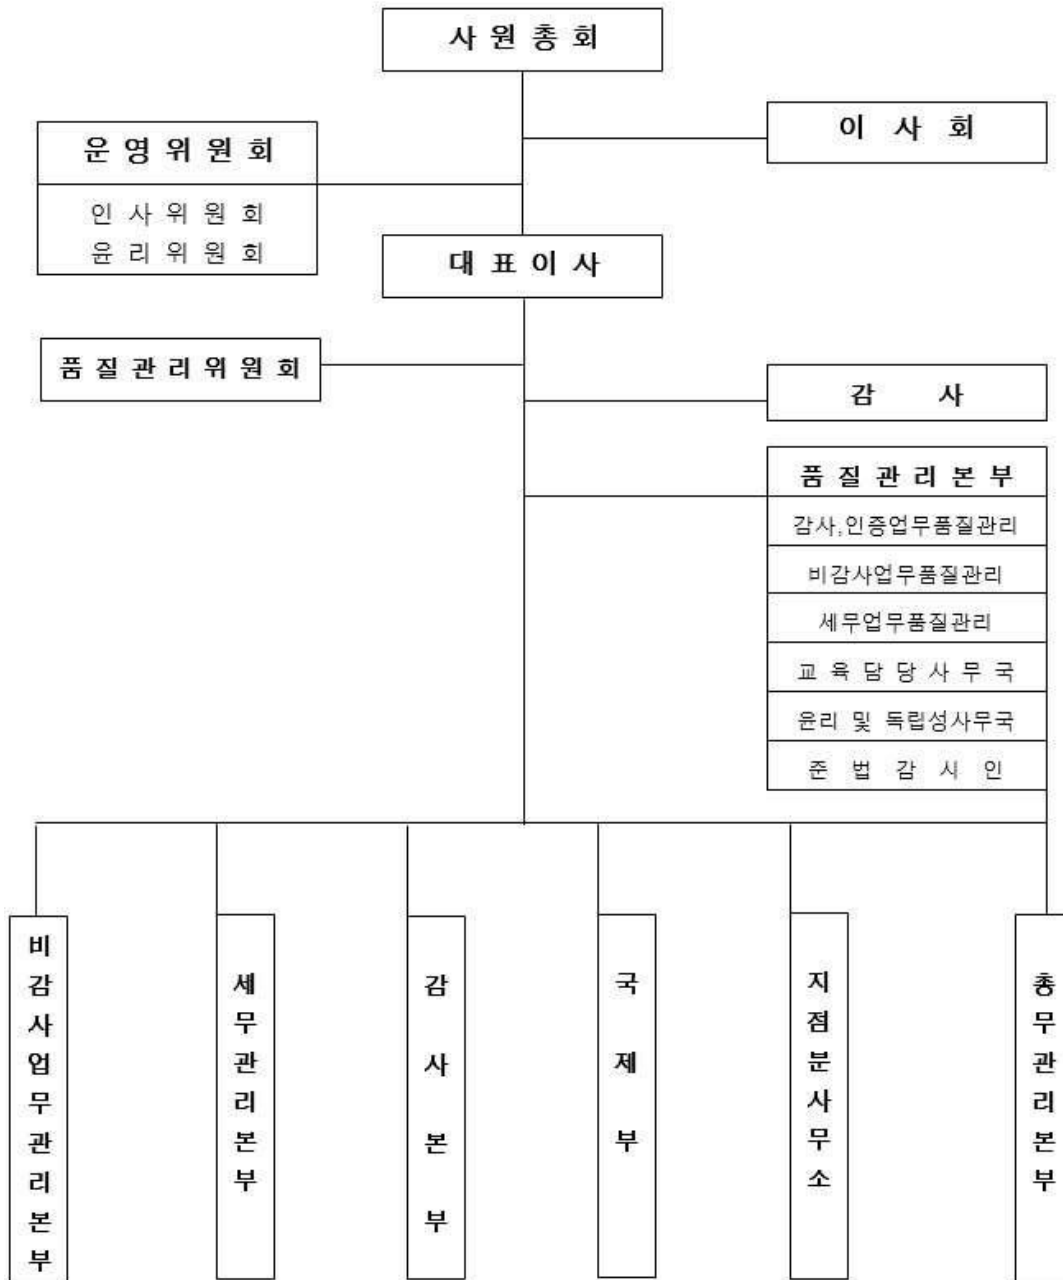 사 원 총 회
이 사 회
운 영 위 원 회
인 사 위 원 회
윤 리 위 원 회
대 표 이 사
품 질 관 리 위 원 회
감 사
품 질 관 리 본 부
감사,인증업무품질관리
비감사업무품질관리
세무업무품질관리
교 육 담 당 사 무 국
윤리 및 독립성사무국
준 법 감 시 인
비감사업무관리본부
세무관리본부
감사본부
국제부
지점분사무소
총무관리본부